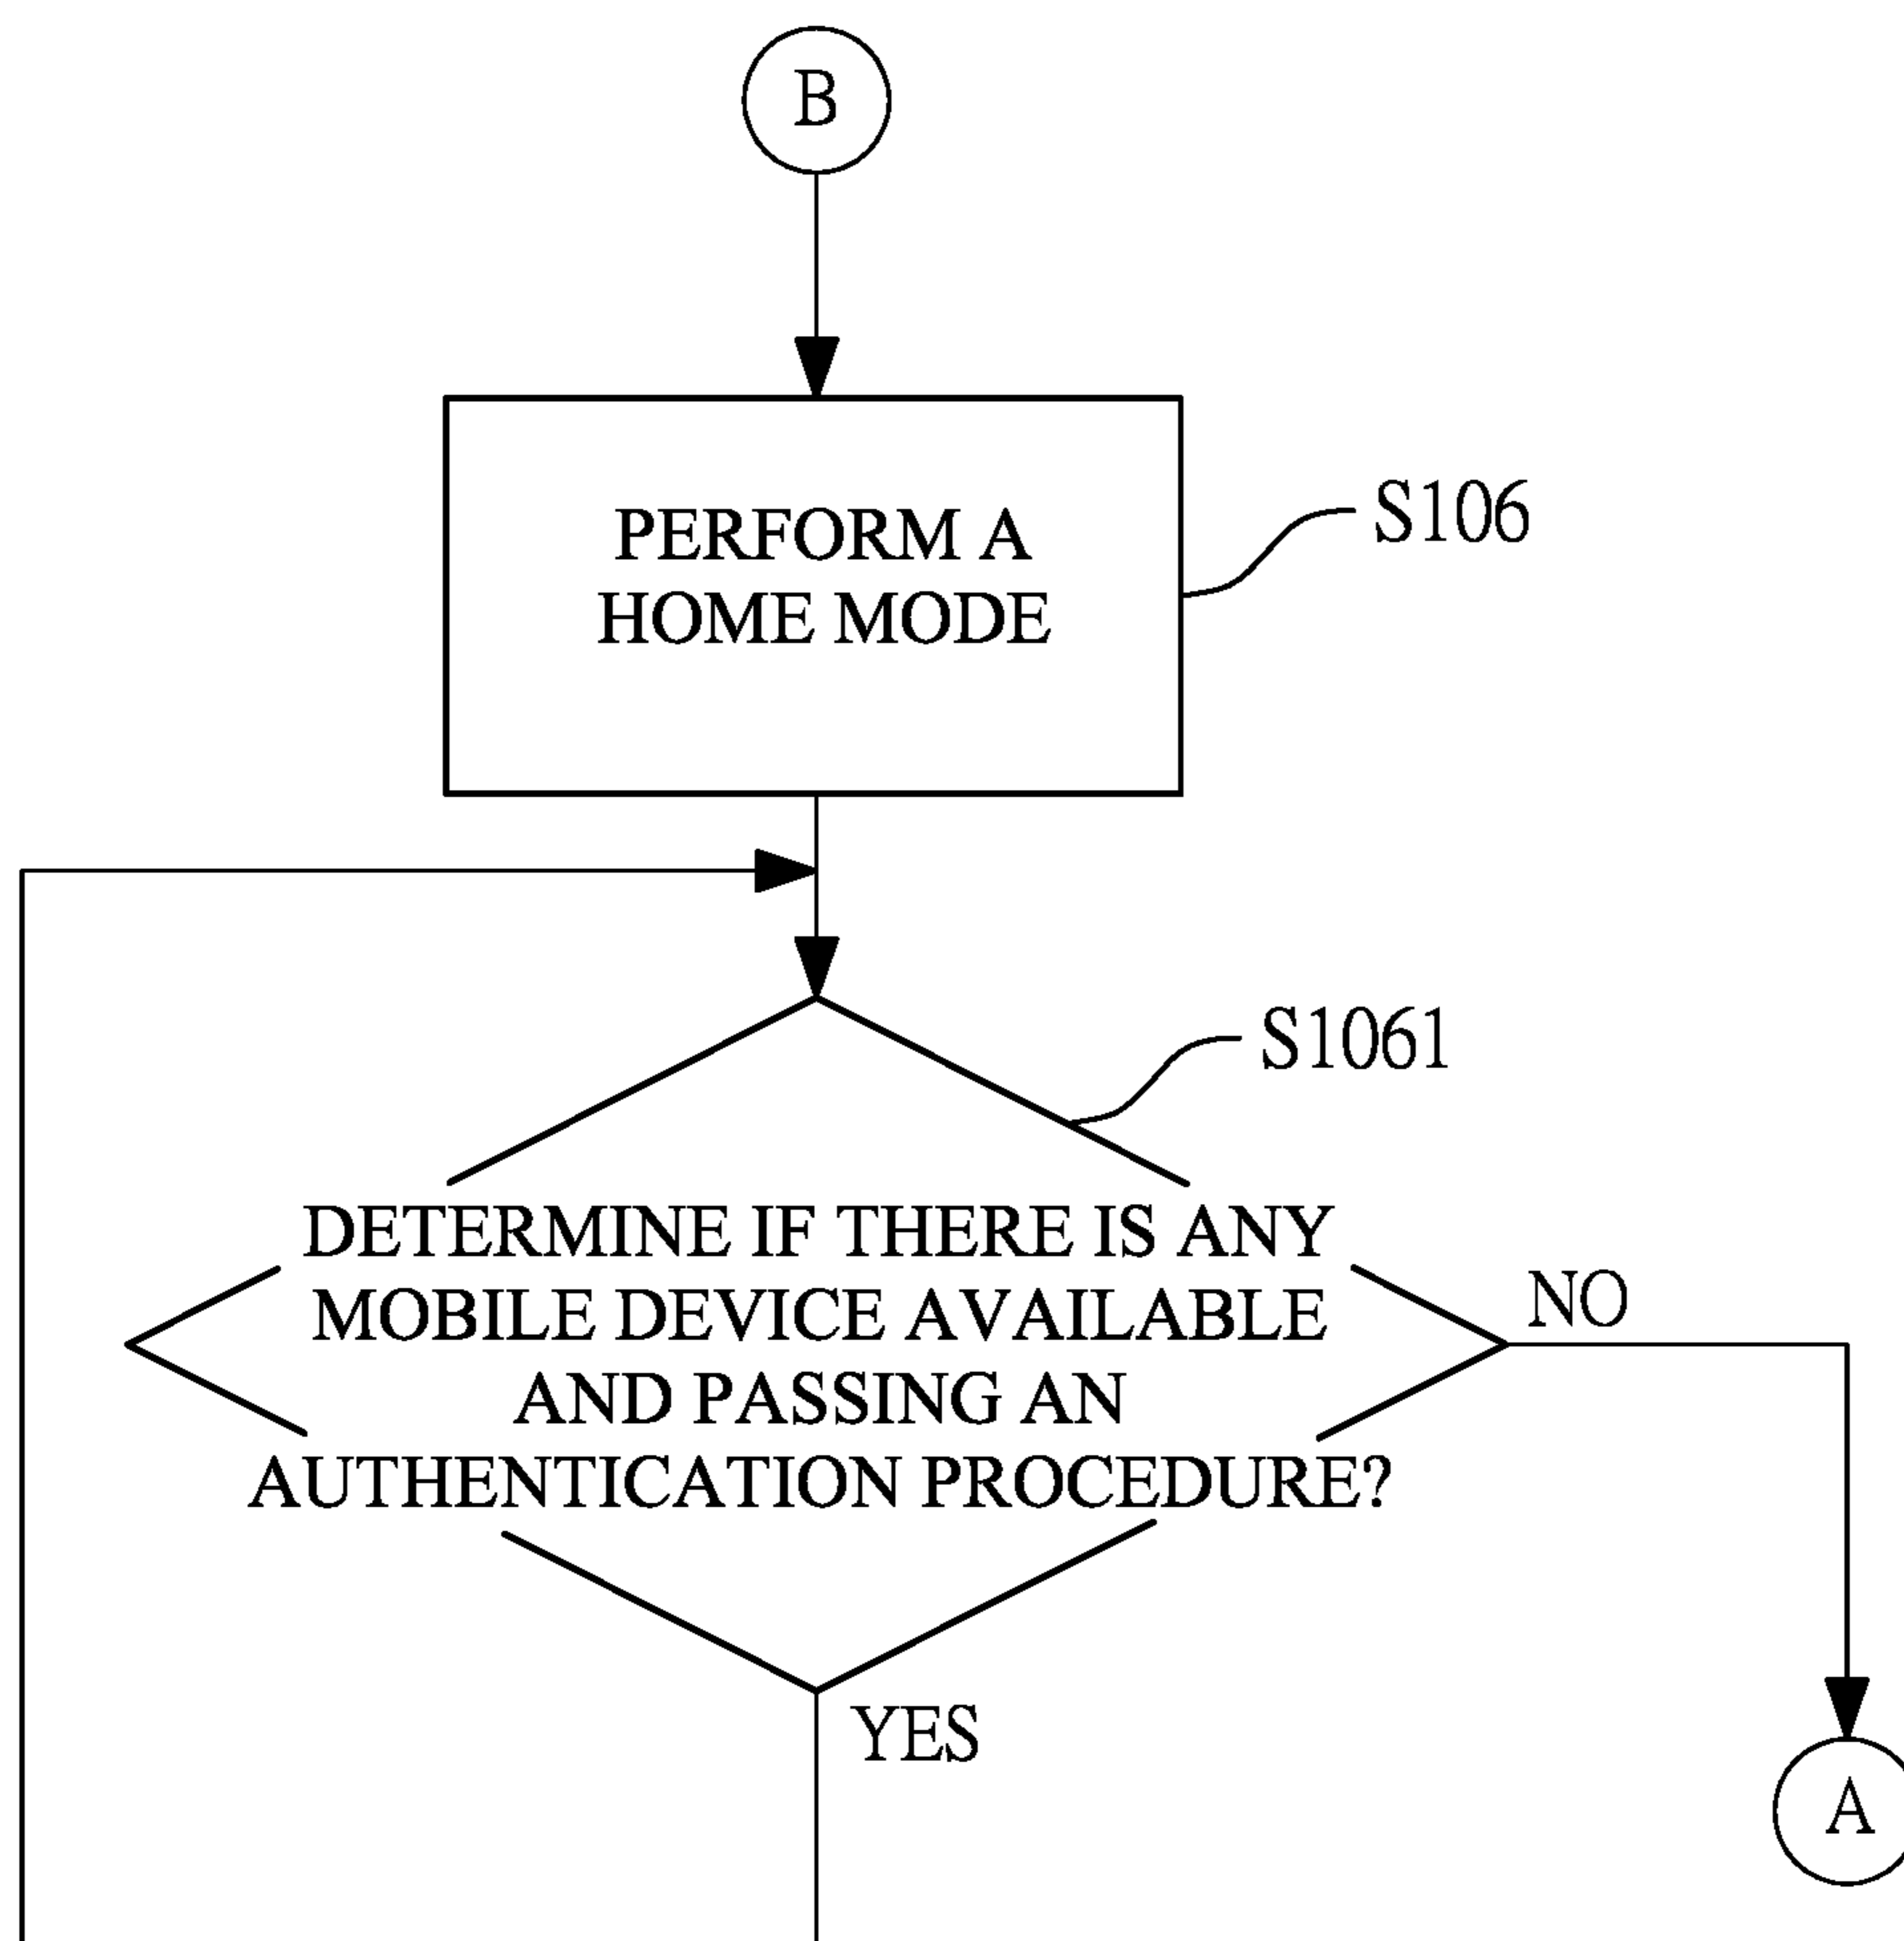 B
PERFORM A
HOME MODE
S106
S1061
DETERMINE IF THERE IS ANY
MOBILE DEVICE AVAILABLE
AND PASSING AN
AUTHENTICATION PROCEDURE?
NO
YES
A